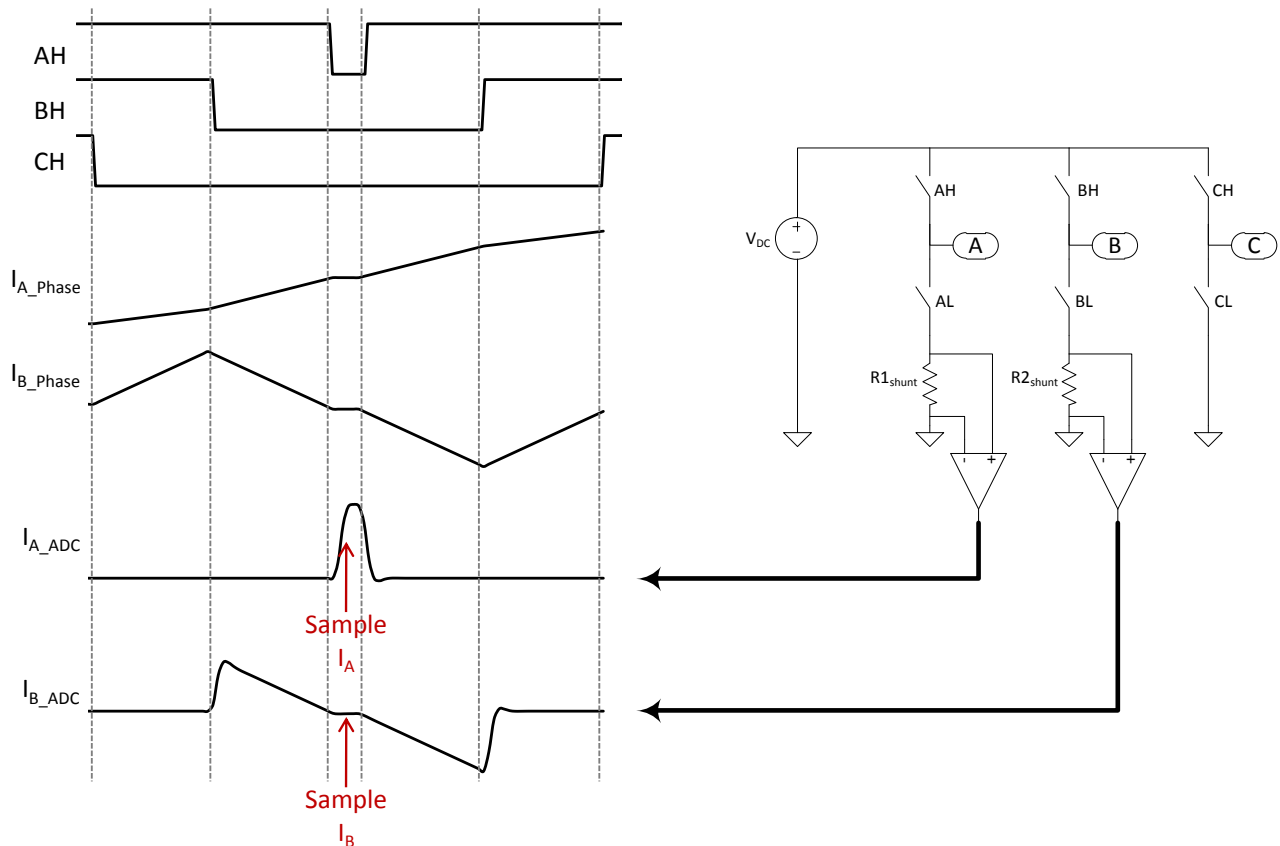 AH
BH
CH
I_A_Phase
I_B_Phase
I_A_ADC
Sample
I_A
I_B_ADC
Sample
I_B
V_DC
+
−
AH
BH
CH
A
B
C
AL
BL
CL
R1_shunt
R2_shunt
- +
- +